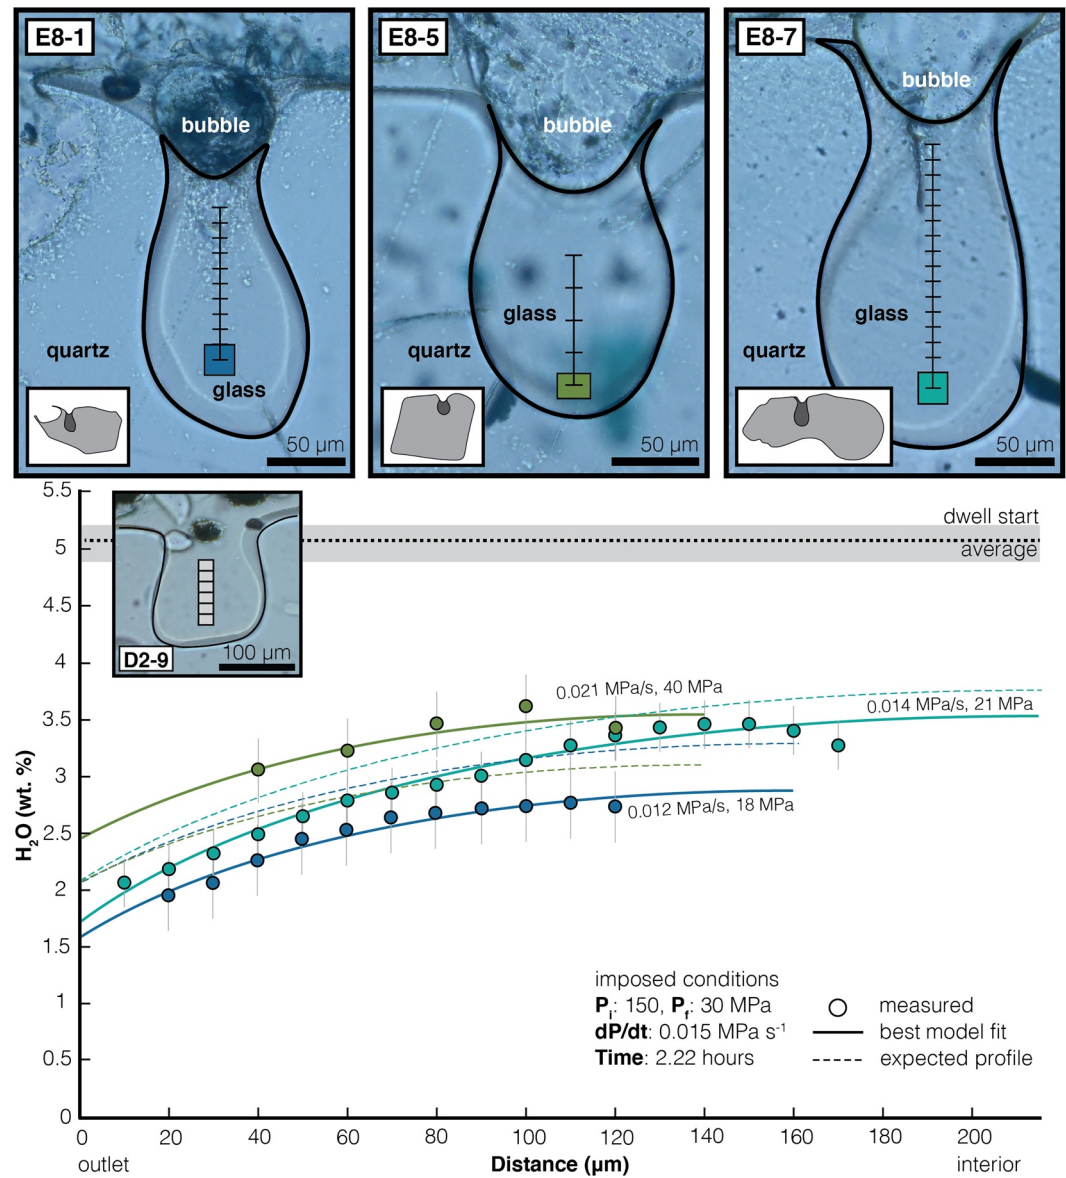 E8-1
bubble
quartz
glass
50 µm
E8-5
bubble
glass
quartz
50 µm
E8-7
bubble
glass
quartz
50 µm
5.5
5
4.5
4
3.5
3
2.5
2
1.5
1
0.5
0
H₂O (wt. %)
D2-9
100 µm
dwell start
average
0.021 MPa/s, 40 MPa
0.014 MPa/s, 21 MPa
0.012 MPa/s, 18 MPa
imposed conditions
Pᵢ: 150, P_f: 30 MPa
dP/dt: 0.015 MPa s⁻¹
Time: 2.22 hours
measured
best model fit
expected profile
0 20 40 60 80 100 120 140 160 180 200
outlet Distance (µm) interior